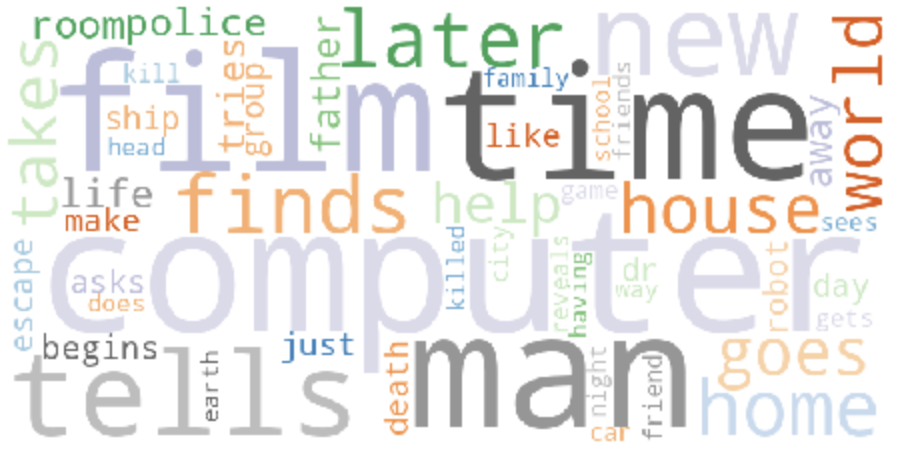 room
police
later
new
world
takes
film
kill
tries
group
father
time
family
like
school
friends
away
ship
head
life
make
finds
help
game
house
sees
escape
computer
asks
does
killed
city
reveals
having
dr
way
robot
day
gets
begins
tells
earth
just
death
man
night
car
friend
goes
home